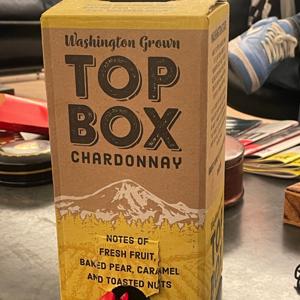 Washington Grown
TOP
BOX
CHARDONNAY
NOTES OF
FRESH FRUIT,
BAKED PEAR, CARAMEL
AND TOASTED NUTS